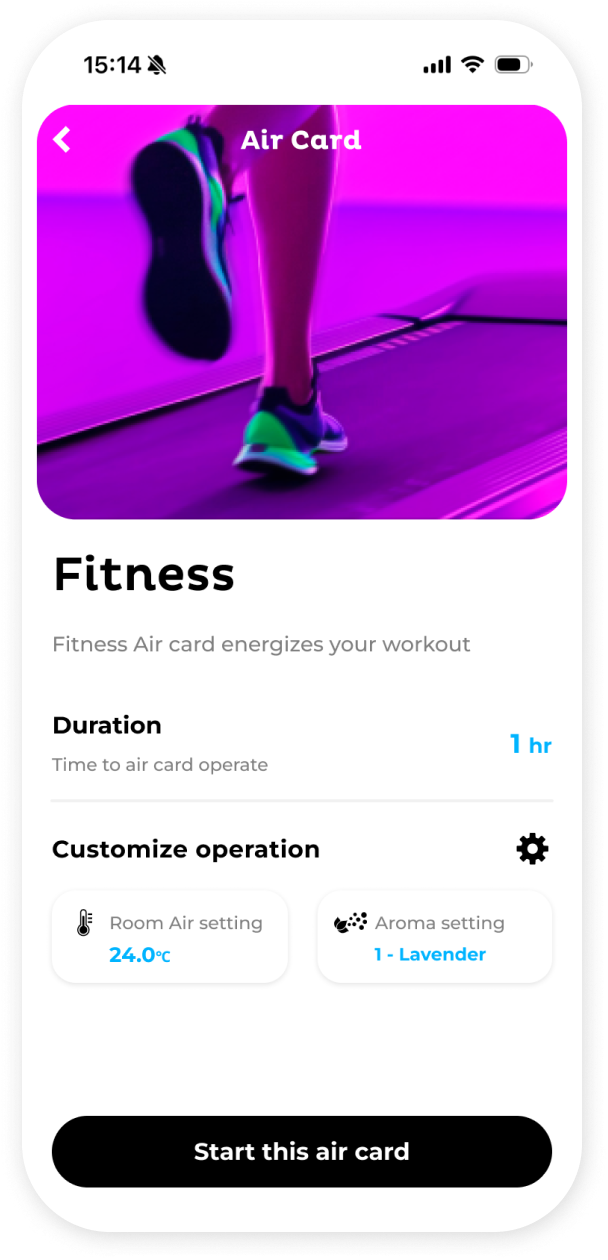 15:14
Air Card
Fitness
Fitness Air card energizes your workout
Duration
1 hr
Time to air card operate
Customize operation
Room Air setting
24.0°C
Aroma setting
1 - Lavender
Start this air card